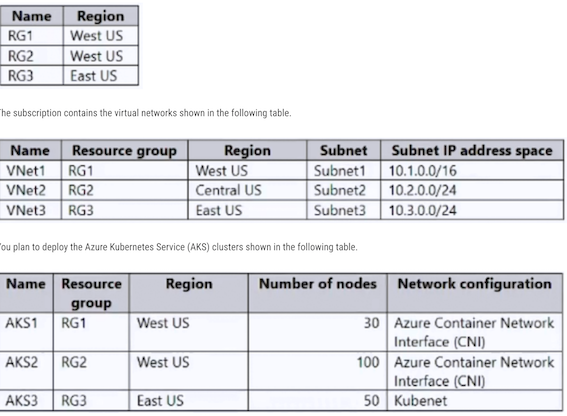 Name Region
RG1 West US
RG2 West US
RG3 East US
The subscription contains the virtual networks shown in the following table.
Name Resource group Region Subnet Subnet IP address space
VNet1 RG1 West US Subnet1 10.1.0.0/16
VNet2 RG2 Central US Subnet2 10.2.0.0/24
VNet3 RG3 East US Subnet3 10.3.0.0/24
You plan to deploy the Azure Kubernetes Service (AKS) clusters shown in the following table.
Name Resource Region Number of nodes Network configuration
group
AKS1 RG1 West US 30 Azure Container Network
Interface (CNI)
AKS2 RG2 West US 100 Azure Container Network
Interface (CNI)
AKS3 RG3 East US 50 Kubenet